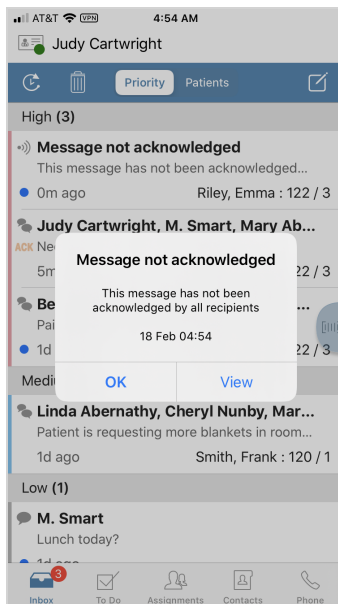 AT&T VPN 4:54 AM
Judy Cartwright
Priority Patients
High (3)
Message not acknowledged
This message has not been acknowledged...
0m ago Riley, Emma : 122 / 3
Judy Cartwright, M. Smart, Mary Ab...
ACK
5m 22 / 3
Be ...
Pai
1d 22 / 3
Message not acknowledged
This message has not been
acknowledged by all recipients
18 Feb 04:54
OK View
Linda Abernathy, Cheryl Nunby, Mar...
Patient is requesting more blankets in room...
1d ago Smith, Frank : 120 / 1
Low (1)
M. Smart
Lunch today?
1d ago
3
Inbox To Do Assignments Contacts Phone